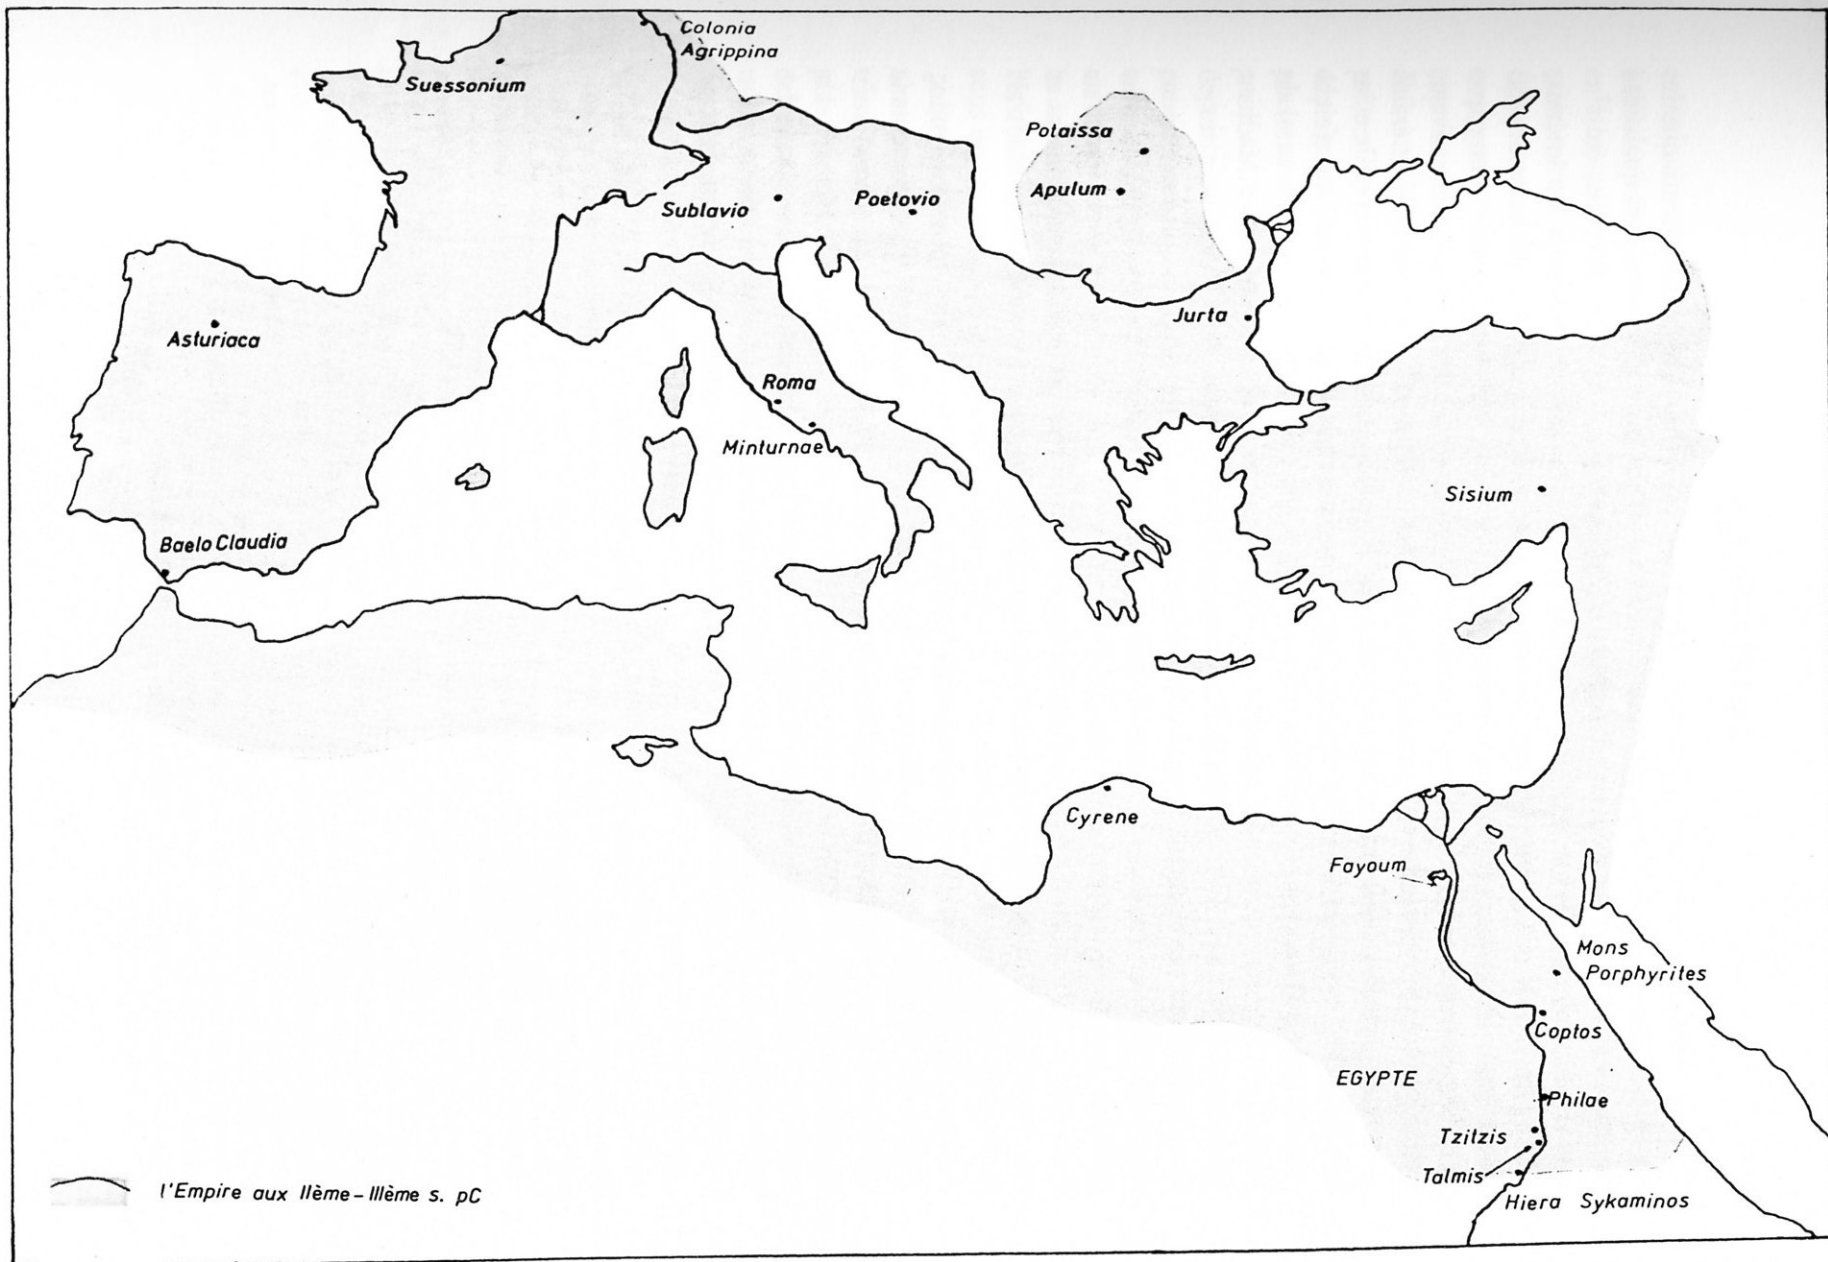 Colonia
Agrippina
Suessonium
Potaissa
Apulum
Sublavio
Poetovio
Jurta
Asturiaca
Roma
Minturnae
Sisium
Baelo Claudia
Cyrene
Fayoum
Mons
Porphyrites
Coptos
EGYPTE
Philae
Tzitzis
Talmis
Hiera Sykaminos
l'Empire aux IIème - IIIème s. pC